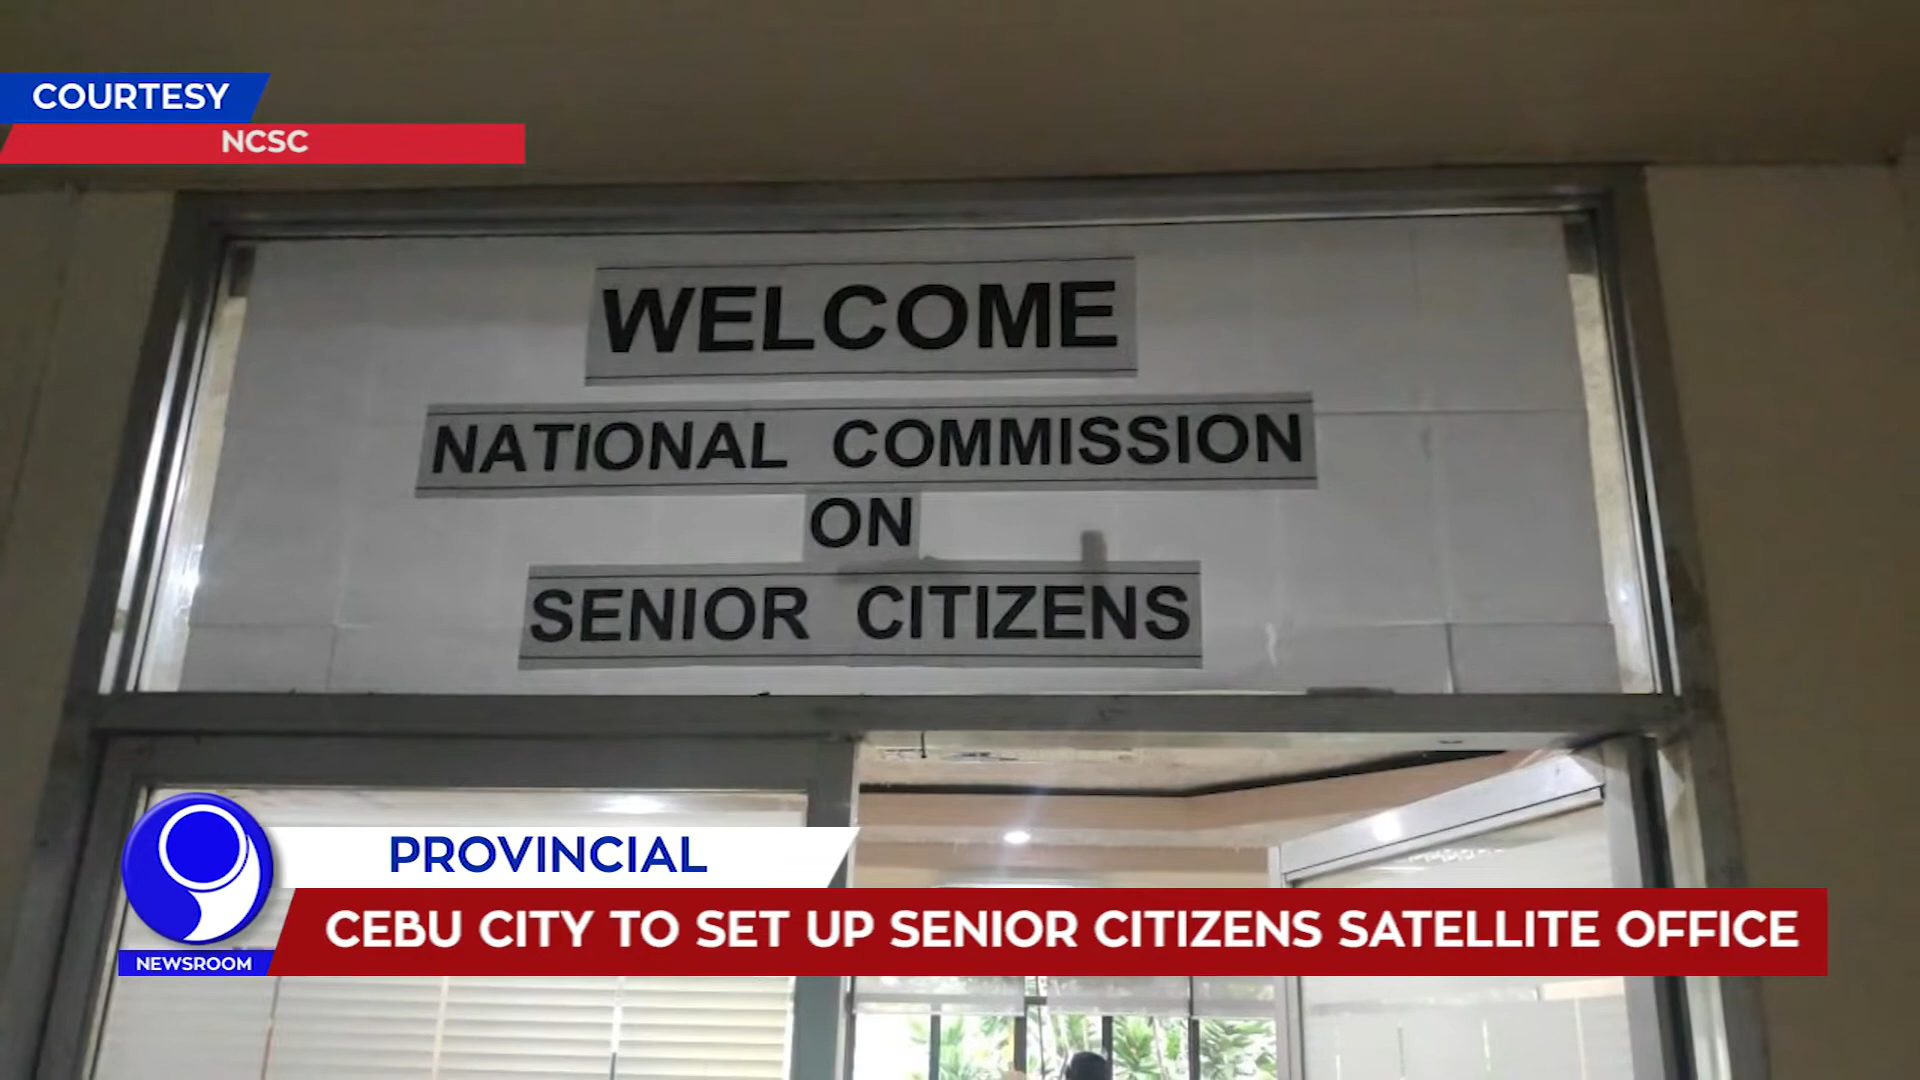 COURTESY
NCSC
WELCOME
NATIONAL COMMISSION
ON
SENIOR CITIZENS
PROVINCIAL
CEBU CITY TO SET UP SENIOR CITIZENS SATELLITE OFFICE
NEWSROOM